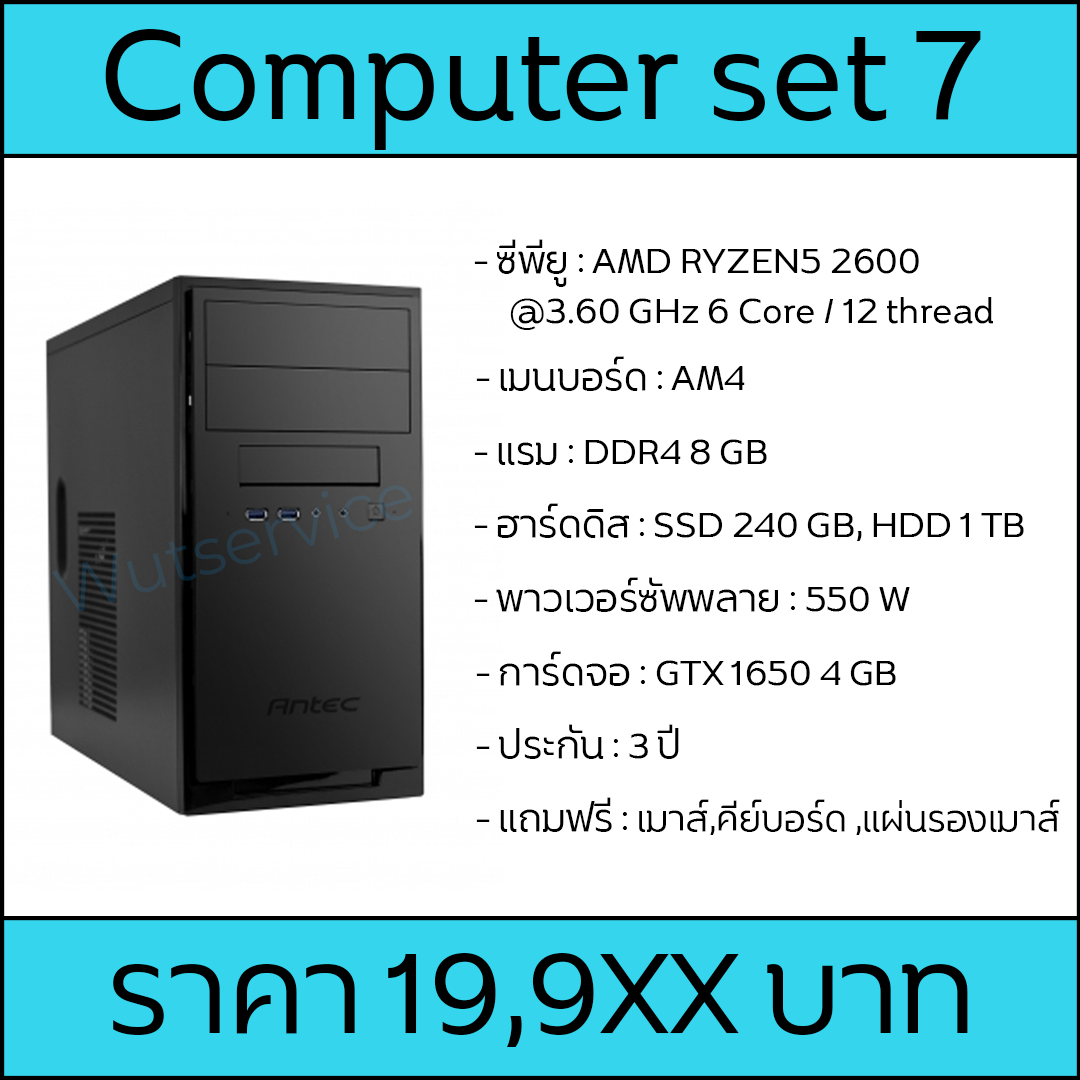 Computer set 7
- ซีพียู : AMD RYZEN5 2600
@3.60 GHz 6 Core / 12 thread
- เมนบอร์ด : AM4
- แรม : DDR4 8 GB
- ฮาร์ดดิส : SSD 240 GB, HDD 1 TB
- พาวเวอร์ซัพพลาย : 550 W
- การ์ดจอ : GTX 1650 4 GB
- ประกัน : 3 ปี
- แถมฟรี : เมาส์,คีย์บอร์ด ,แผ่นรองเมาส์
Wutservice
Antec
ราคา 19,9XX บาท